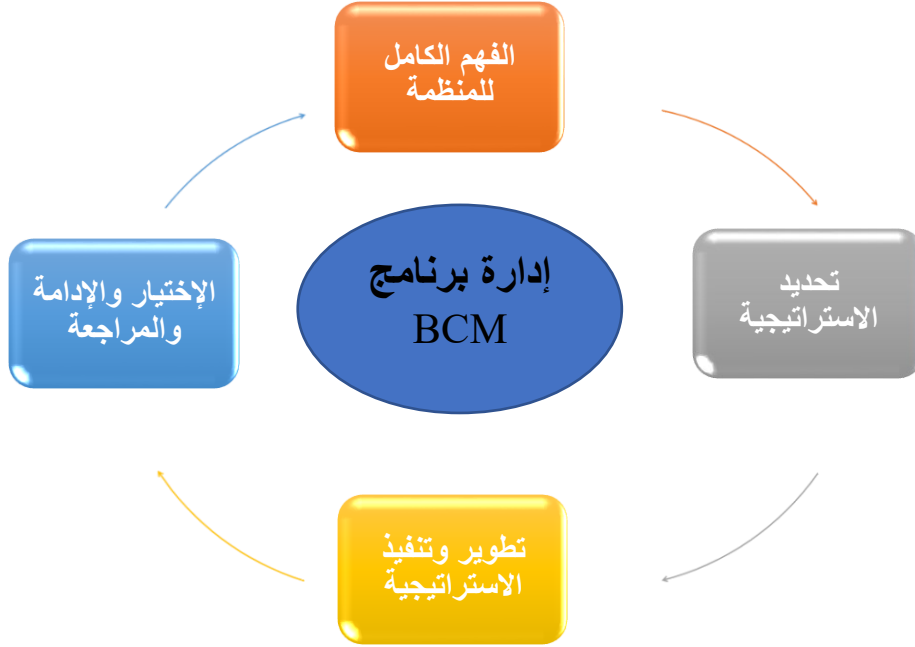 الفهم الكامل
للمنظمة
تحديد
الاستراتيجية
تطوير وتنفيذ
الاستراتيجية
الإختيار والإدامة
والمراجعة
إدارة برنامج
BCM